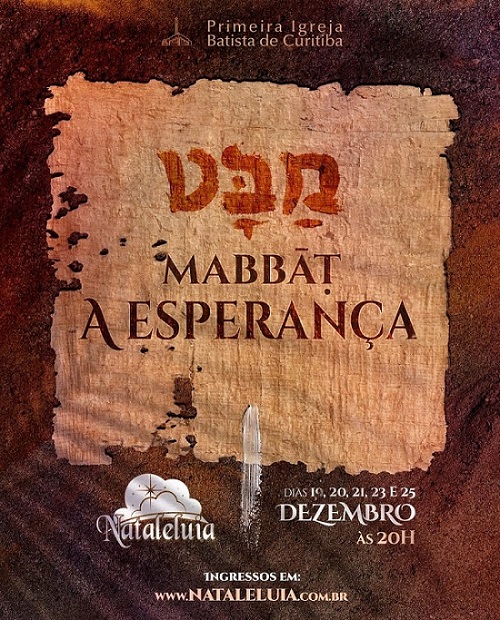 Primeira Igreja
Batista de Curitiba
מַבָּט
MABBĀṬ
A ESPERANÇA
Nataleluia
DIAS 19, 20, 21, 23 E 25
DEZEMBRO
ÀS 20H
INGRESSOS EM:
WWW.NATALELUIA.COM.BR